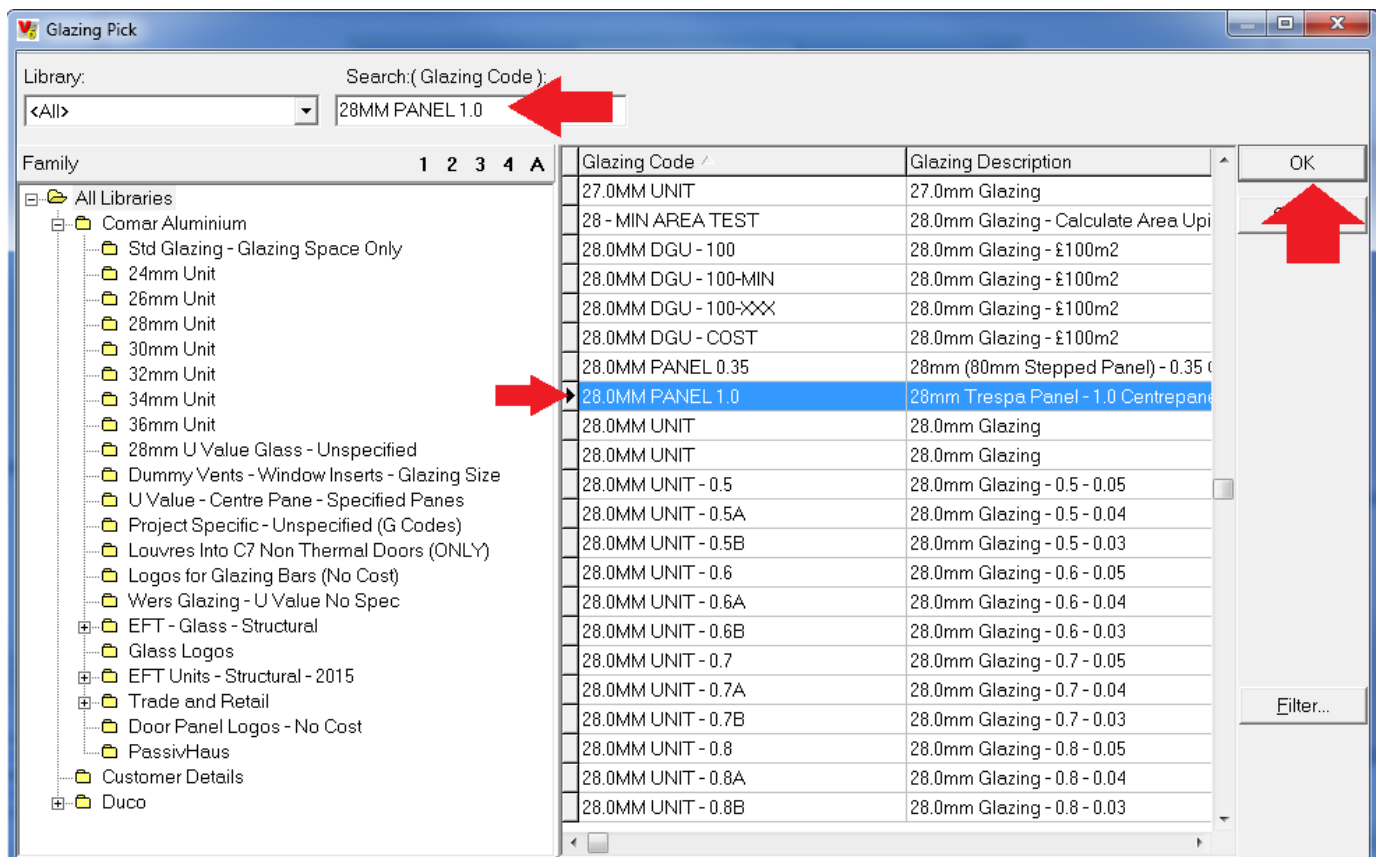 Glazing Pick
Library:
Search:( Glazing Code ):
<All>
28MM PANEL 1.0
Family 1 2 3 4 A
All Libraries
Comar Aluminium
Std Glazing - Glazing Space Only
24mm Unit
26mm Unit
28mm Unit
30mm Unit
32mm Unit
34mm Unit
36mm Unit
28mm U Value Glass - Unspecified
Dummy Vents - Window Inserts - Glazing Size
U Value - Centre Pane - Specified Panes
Project Specific - Unspecified (G Codes)
Louvres Into C7 Non Thermal Doors (ONLY)
Logos for Glazing Bars (No Cost)
Wers Glazing - U Value No Spec
EFT - Glass - Structural
Glass Logos
EFT Units - Structural - 2015
Trade and Retail
Door Panel Logos - No Cost
PassivHaus
Customer Details
Duco
Glazing Code Glazing Description
27.0MM UNIT 27.0mm Glazing
28 - MIN AREA TEST 28.0mm Glazing - Calculate Area Upi
28.0MM DGU - 100 28.0mm Glazing - £100m2
28.0MM DGU - 100-MIN 28.0mm Glazing - £100m2
28.0MM DGU - 100-XXX 28.0mm Glazing - £100m2
28.0MM DGU - COST 28.0mm Glazing - £100m2
28.0MM PANEL 0.35 28mm (80mm Stepped Panel) - 0.35
28.0MM PANEL 1.0 28mm Trespa Panel - 1.0 Centrepane
28.0MM UNIT 28.0mm Glazing
28.0MM UNIT 28.0mm Glazing
28.0MM UNIT - 0.5 28.0mm Glazing - 0.5 - 0.05
28.0MM UNIT - 0.5A 28.0mm Glazing - 0.5 - 0.04
28.0MM UNIT - 0.5B 28.0mm Glazing - 0.5 - 0.03
28.0MM UNIT - 0.6 28.0mm Glazing - 0.6 - 0.05
28.0MM UNIT - 0.6A 28.0mm Glazing - 0.6 - 0.04
28.0MM UNIT - 0.6B 28.0mm Glazing - 0.6 - 0.03
28.0MM UNIT - 0.7 28.0mm Glazing - 0.7 - 0.05
28.0MM UNIT - 0.7A 28.0mm Glazing - 0.7 - 0.04
28.0MM UNIT - 0.7B 28.0mm Glazing - 0.7 - 0.03
28.0MM UNIT - 0.8 28.0mm Glazing - 0.8 - 0.05
28.0MM UNIT - 0.8A 28.0mm Glazing - 0.8 - 0.04
28.0MM UNIT - 0.8B 28.0mm Glazing - 0.8 - 0.03
OK
Filter...